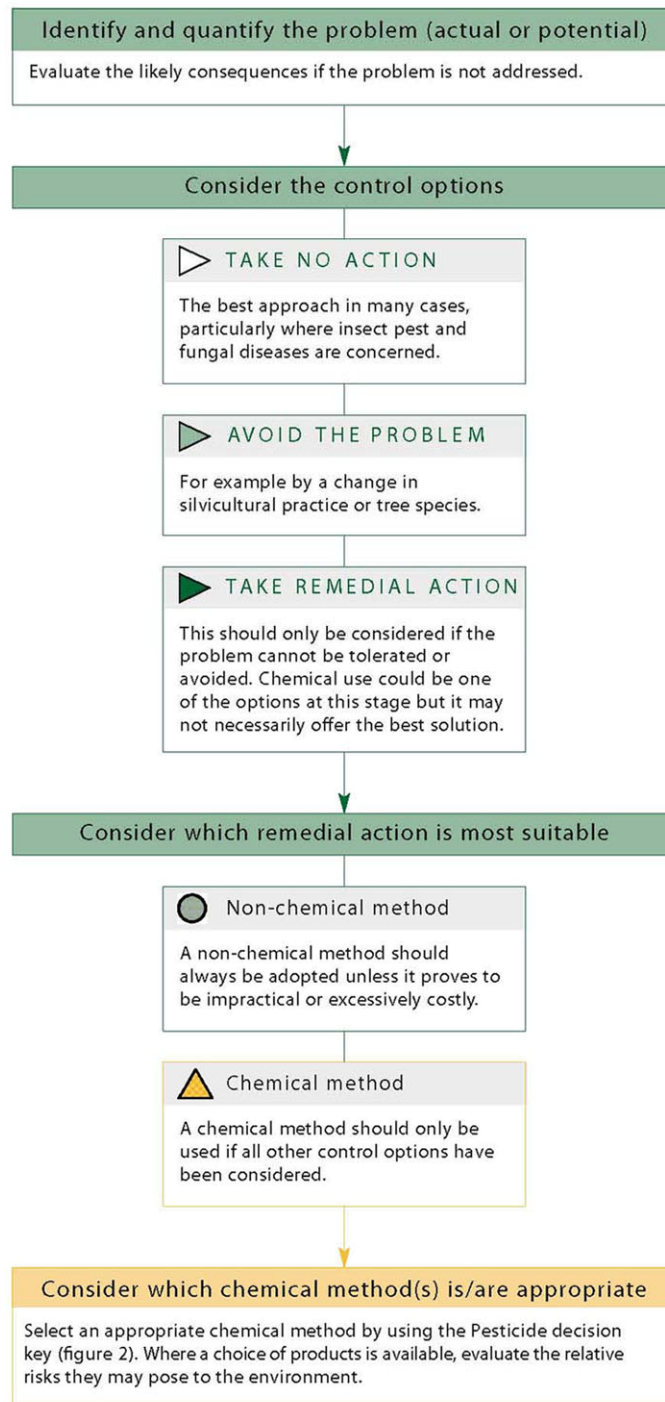 Identify and quantify the problem (actual or potential)
Evaluate the likely consequences if the problem is not addressed.
Consider the control options
TAKE NO ACTION
The best approach in many cases,
particularly where insect pest and
fungal diseases are concerned.
AVOID THE PROBLEM
For example by a change in
silvicultural practice or tree species.
TAKE REMEDIAL ACTION
This should only be considered if the
problem cannot be tolerated or
avoided. Chemical use could be one
of the options at this stage but it may
not necessarily offer the best solution.
Consider which remedial action is most suitable
Non-chemical method
A non-chemical method should
always be adopted unless it proves to
be impractical or excessively costly.
Chemical method
A chemical method should only be
used if all other control options have
been considered.
Consider which chemical method(s) is/are appropriate
Select an appropriate chemical method by using the Pesticide decision
key (figure 2). Where a choice of products is available, evaluate the relative
risks they may pose to the environment.